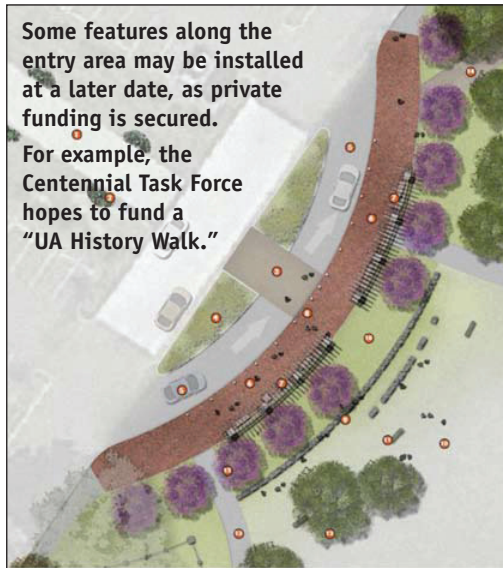 Some features along the
entry area may be installed
at a later date, as private
funding is secured.
For example, the
Centennial Task Force
hopes to fund a
“UA History Walk.”